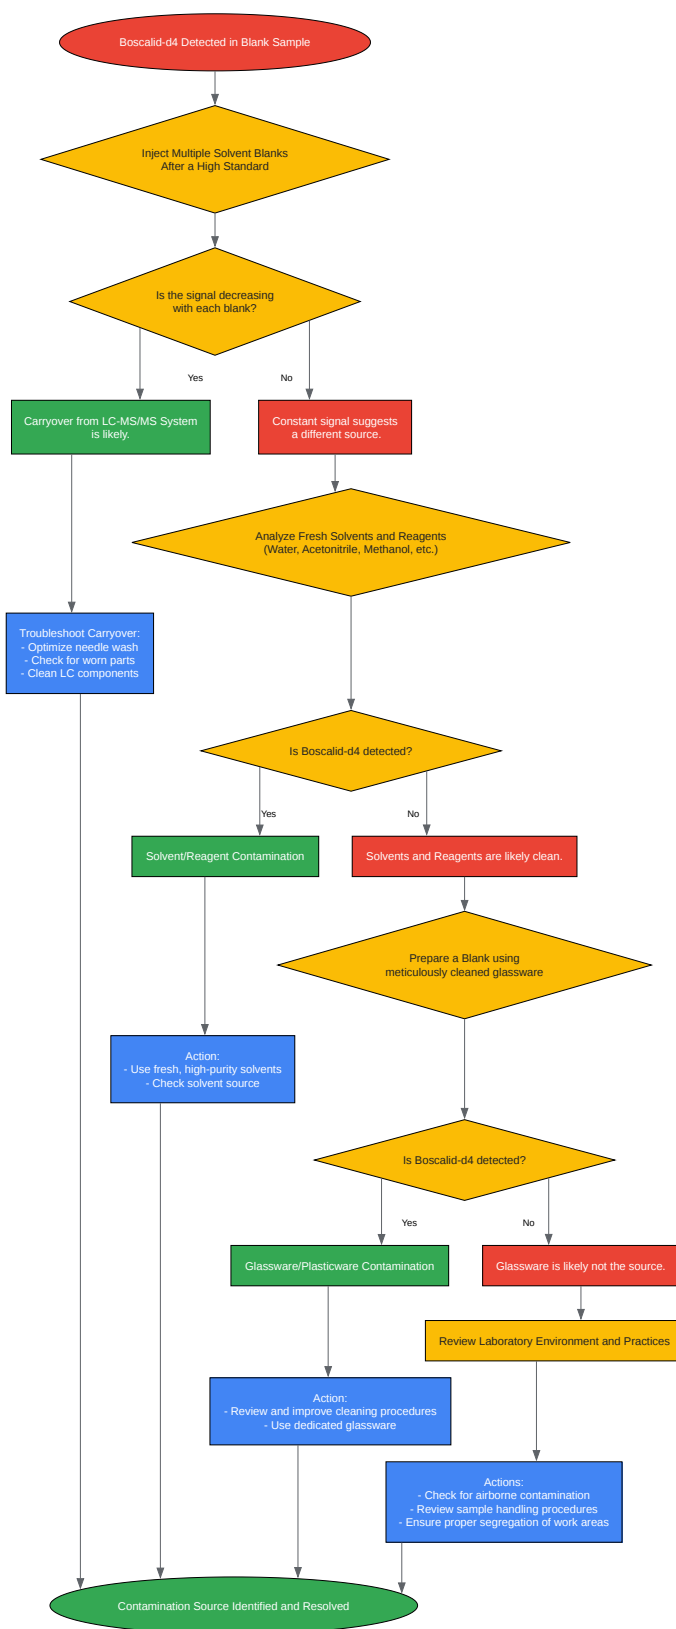 Boscalid-d4 Detected in Blank Sample
Inject Multiple Solvent Blanks
After a High Standard
Is the signal decreasing
with each blank?
Yes
No
Carryover from LC-MS/MS System
is likely.
Constant signal suggests
a different source.
Analyze Fresh Solvents and Reagents
(Water, Acetonitrile, Methanol, etc.)
Troubleshoot Carryover:
- Optimize needle wash
- Check for worn parts
- Clean LC components
Is Boscalid-d4 detected?
Yes
No
Solvent/Reagent Contamination
Solvents and Reagents are likely clean.
Prepare a Blank using
meticulously cleaned glassware
Action:
- Use fresh, high-purity solvents
- Check solvent source
Is Boscalid-d4 detected?
Yes
No
Glassware/Plasticware Contamination
Glassware is likely not the source.
Review Laboratory Environment and Practices
Action:
- Review and improve cleaning procedures
- Use dedicated glassware
Actions:
- Check for airborne contamination
- Review sample handling procedures
- Ensure proper segregation of work areas
Contamination Source Identified and Resolved